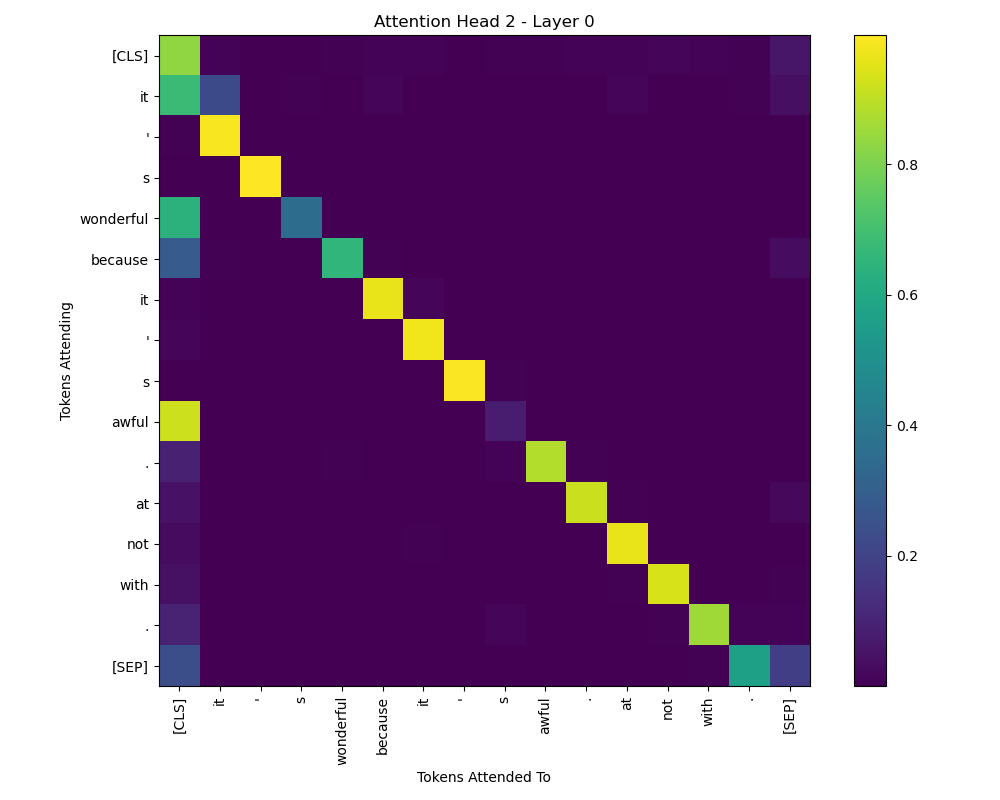 Attention Head 2 - Layer 0
[CLS]
it
'
s
wonderful
because
it
'
s
awful
.
at
not
with
.
[SEP]
Tokens Attending
[CLS]
it
'
s
wonderful
because
it
'
s
awful
.
at
not
with
.
[SEP]
Tokens Attended To
0.8
0.6
0.4
0.2